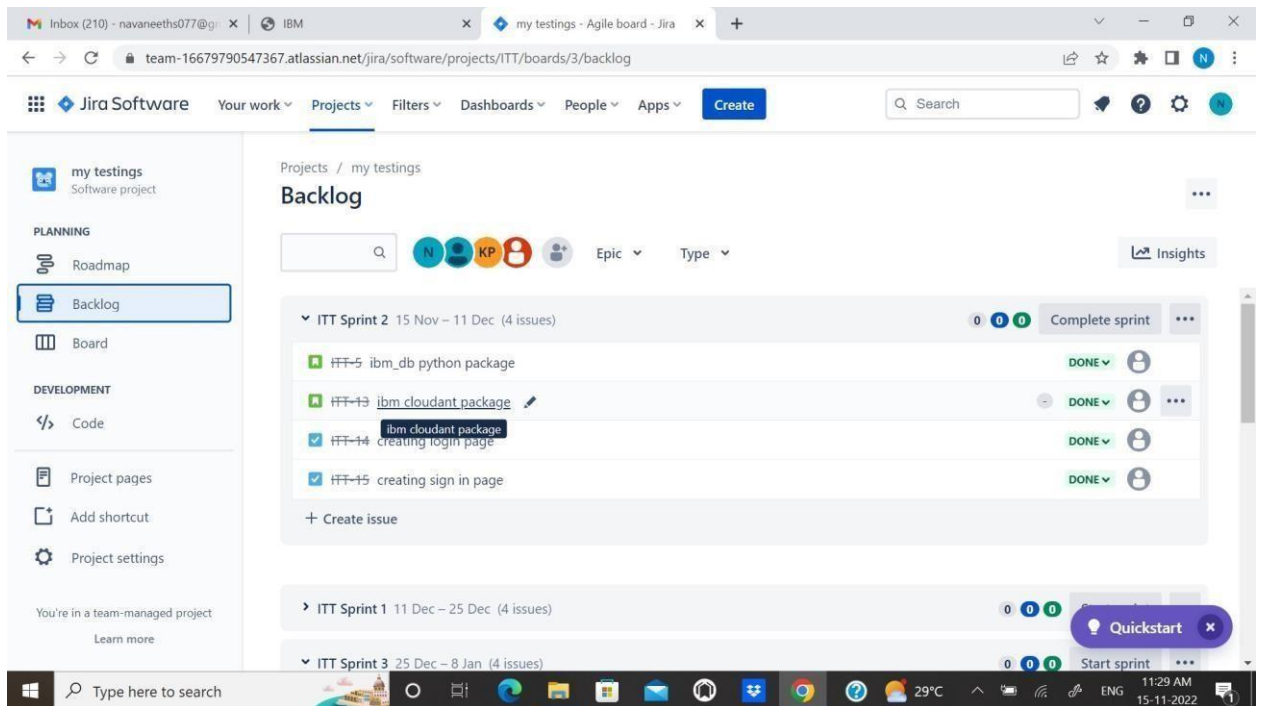 Inbox (210) - navaneeths077@gr
IBM
my testings - Agile board - Jira
team-16679790547367.atlassian.net/jira/software/projects/ITT/boards/3/backlog
N
Jira Software Your work Projects Filters Dashboards People Apps Create Search N
my testings
Software project
PLANNING
Roadmap
Backlog
Board
DEVELOPMENT
Code
Project pages
Add shortcut
Project settings
You're in a team-managed project
Learn more
Projects / my testings
Backlog
N KP Epic Type Insights
ITT Sprint 2 15 Nov – 11 Dec (4 issues) 0 0 0 Complete sprint
ITT-5 ibm_db python package DONE
ITT-13 ibm cloudant package - DONE
ibm cloudant package
ITT-14 creating login page DONE
ITT-15 creating sign in page DONE
+ Create issue
ITT Sprint 1 11 Dec – 25 Dec (4 issues) 0 0 0
Quickstart
ITT Sprint 3 25 Dec – 8 Jan (4 issues) 0 0 0 Start sprint
Type here to search
29°C
ENG
11:29 AM
15-11-2022
1